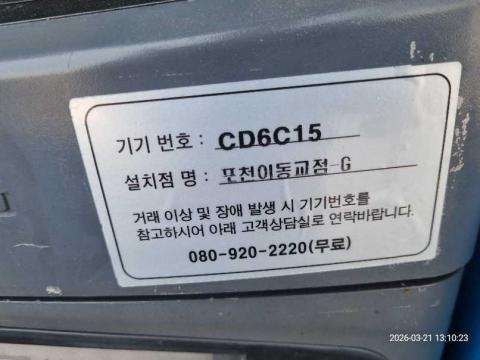 기기 번호 : CD6C15
설치점 명 : 포천이동교점-G
거래 이상 및 장애 발생 시 기기번호를
참고하시어 아래 고객상담실로 연락바랍니다.
080-920-2220(무료)
2026-03-21 13:10:23